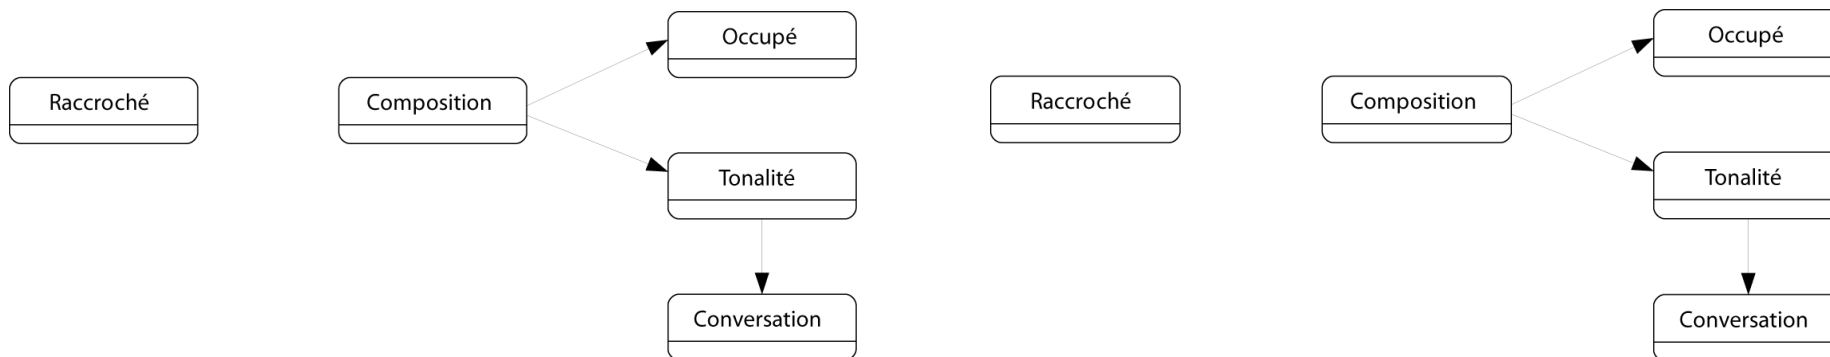 Occupé
Raccroché
Composition
Tonalité
Conversation
Occupé
Raccroché
Composition
Tonalité
Conversation